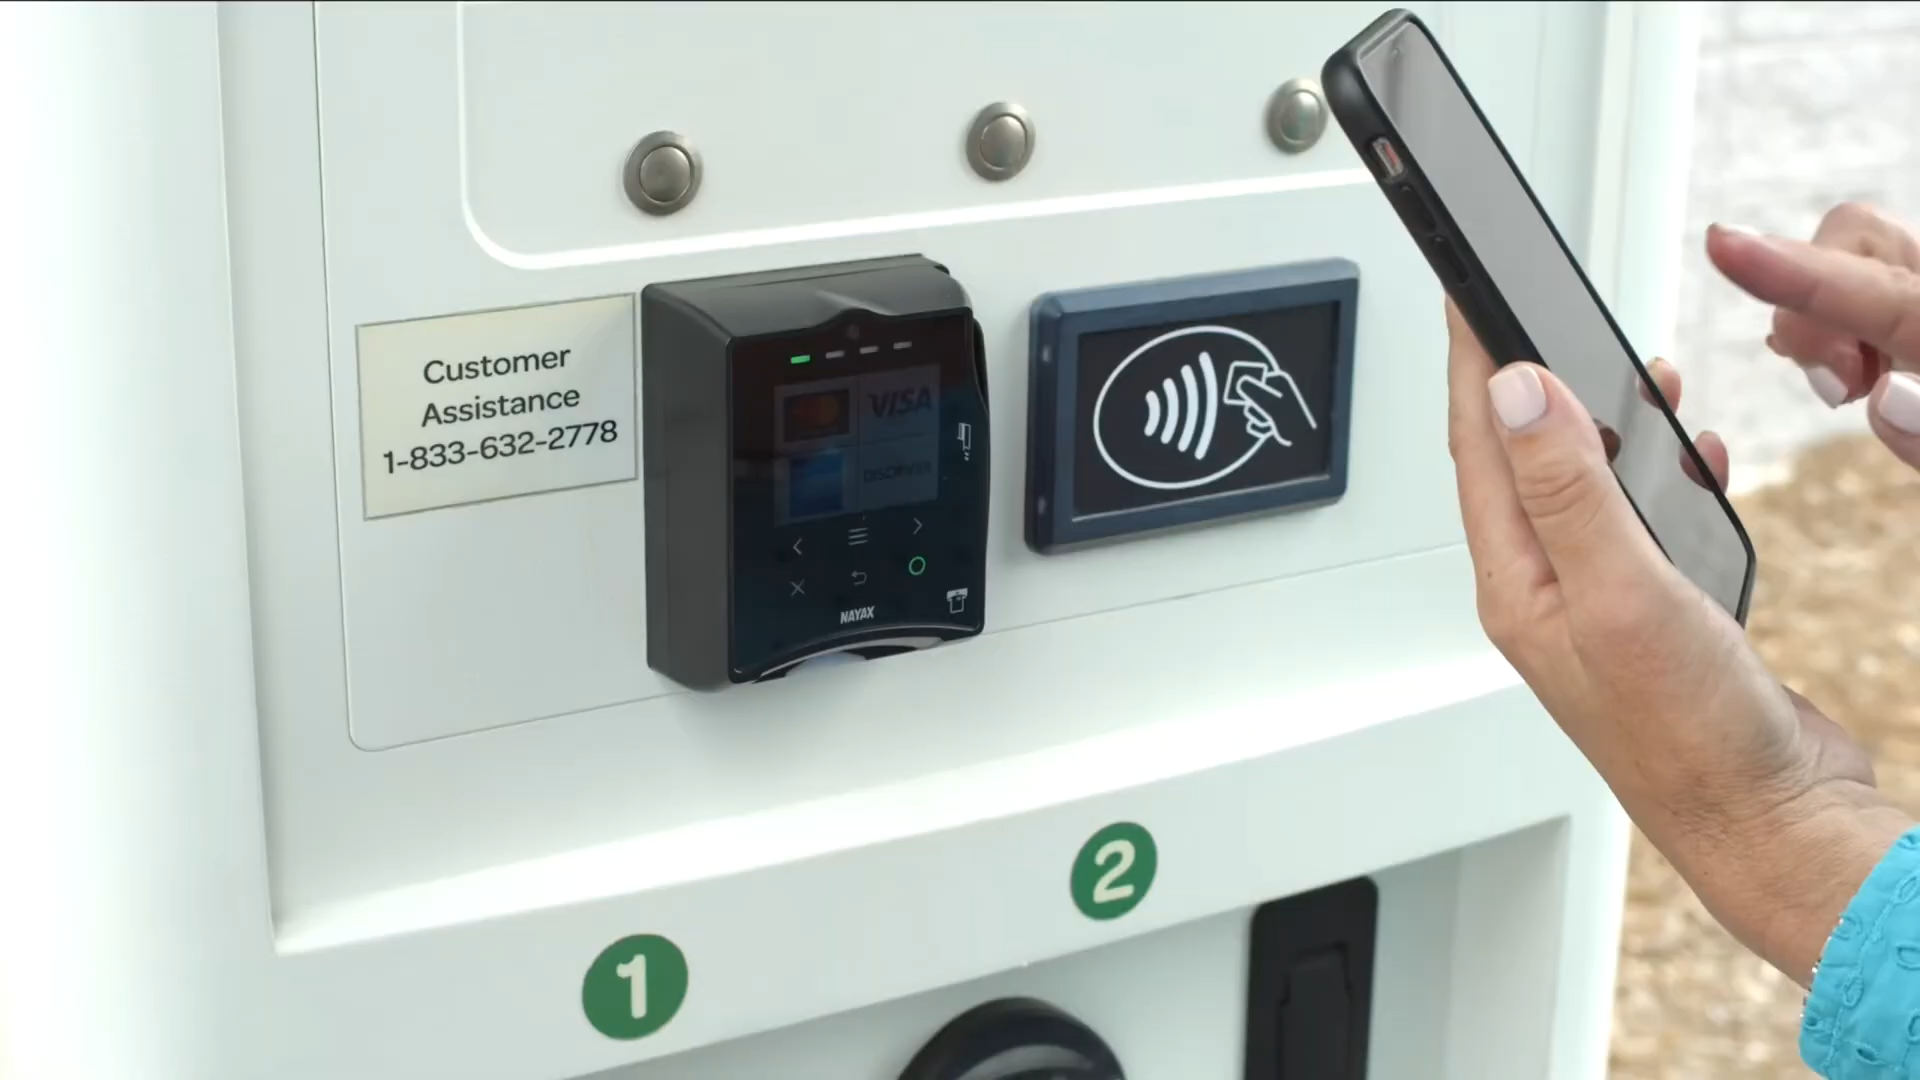 Customer
Assistance
1-833-632-2778
VISA
DISCOVER
NAYAX
1
2